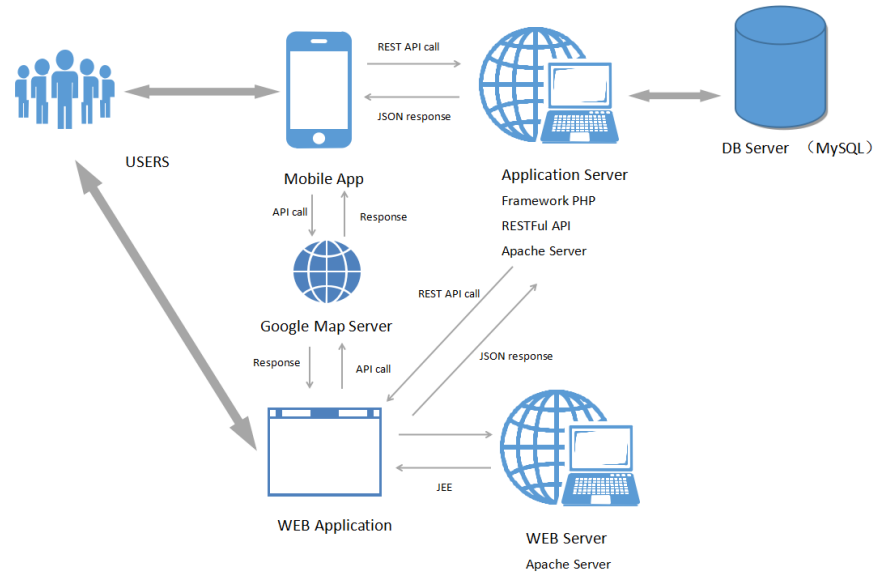 REST API call
JSON response
DB Server （MySQL）
USERS
Mobile App
Application Server
Framework PHP
RESTFul API
Apache Server
API call
Response
REST API call
Google Map Server
Response
API call
JSON response
JEE
WEB Application
WEB Server
Apache Server